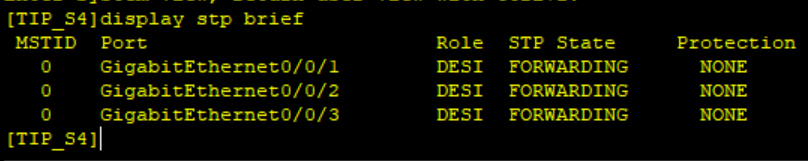 [TIP_S4]display stp brief
MSTID Port Role STP State Protection
0 GigabitEthernet0/0/1 DESI FORWARDING NONE
0 GigabitEthernet0/0/2 DESI FORWARDING NONE
0 GigabitEthernet0/0/3 DESI FORWARDING NONE
[TIP_S4]